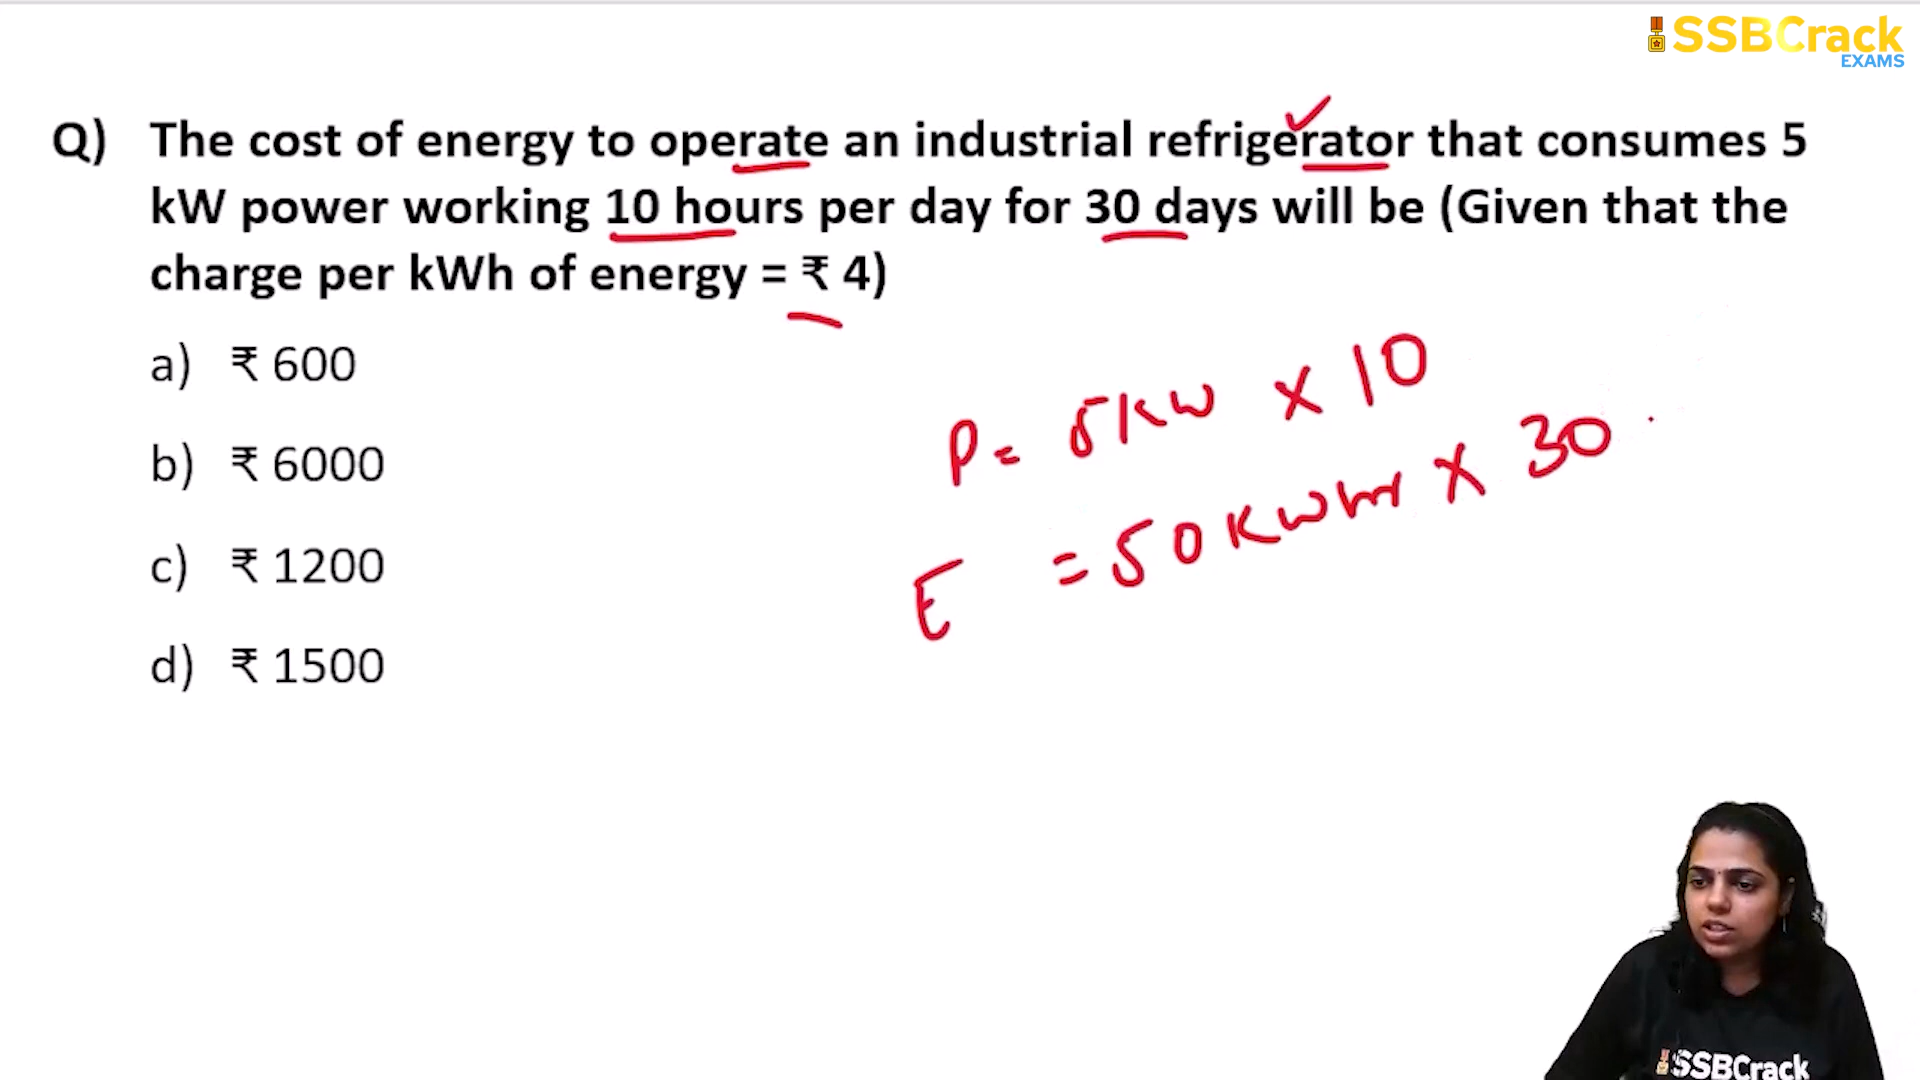 SSBCrack
EXAMS
Q) The cost of energy to operate an industrial refrigerator that consumes 5
kW power working 10 hours per day for 30 days will be (Given that the
charge per kWh of energy = ₹ 4)
a) ₹ 600
b) ₹ 6000
c) ₹ 1200
d) ₹ 1500
P = 5KW × 10
E = 50KWhr × 30
SSBCrack